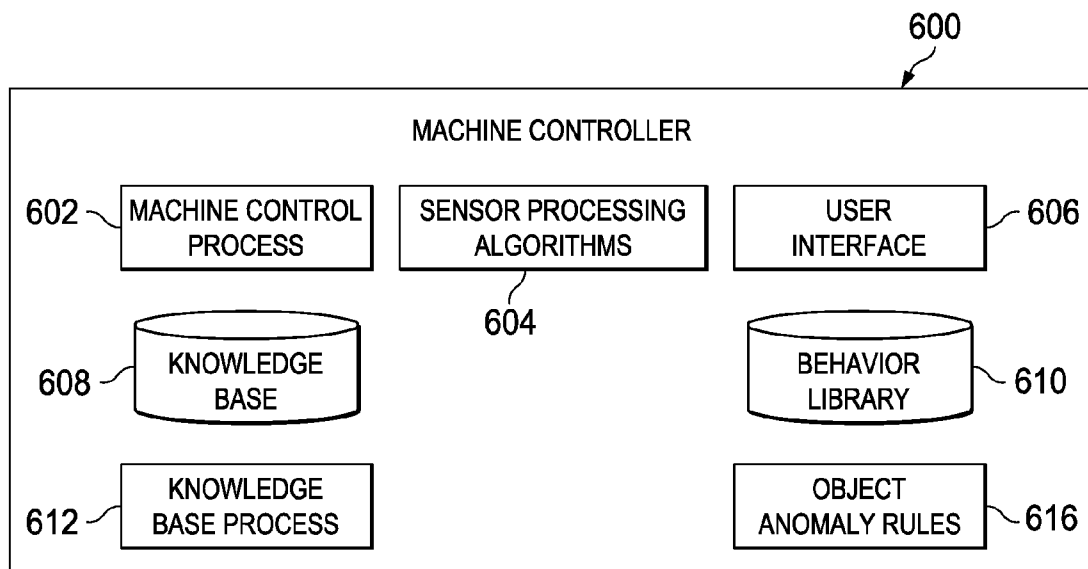 600
MACHINE CONTROLLER
602
MACHINE CONTROL
PROCESS
SENSOR PROCESSING
ALGORITHMS
604
USER
INTERFACE
606
608
KNOWLEDGE
BASE
BEHAVIOR
LIBRARY
610
612
KNOWLEDGE
BASE PROCESS
OBJECT
ANOMALY RULES
616